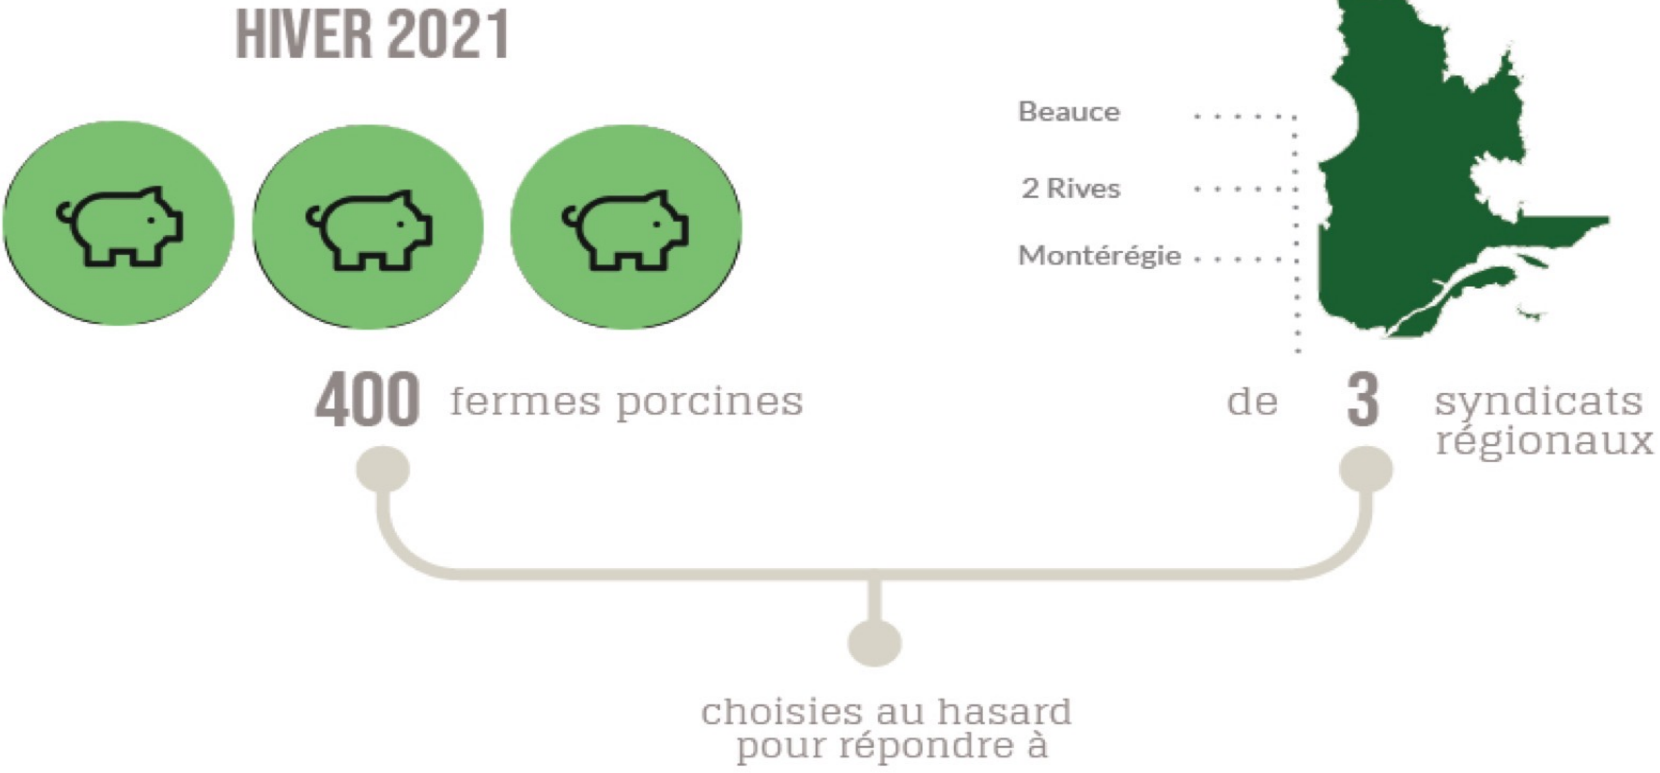 HIVER 2021
Beauce
2 Rives
Montérégie
400 fermes porcines
de 3 syndicats
régionaux
choisies au hasard
pour répondre à